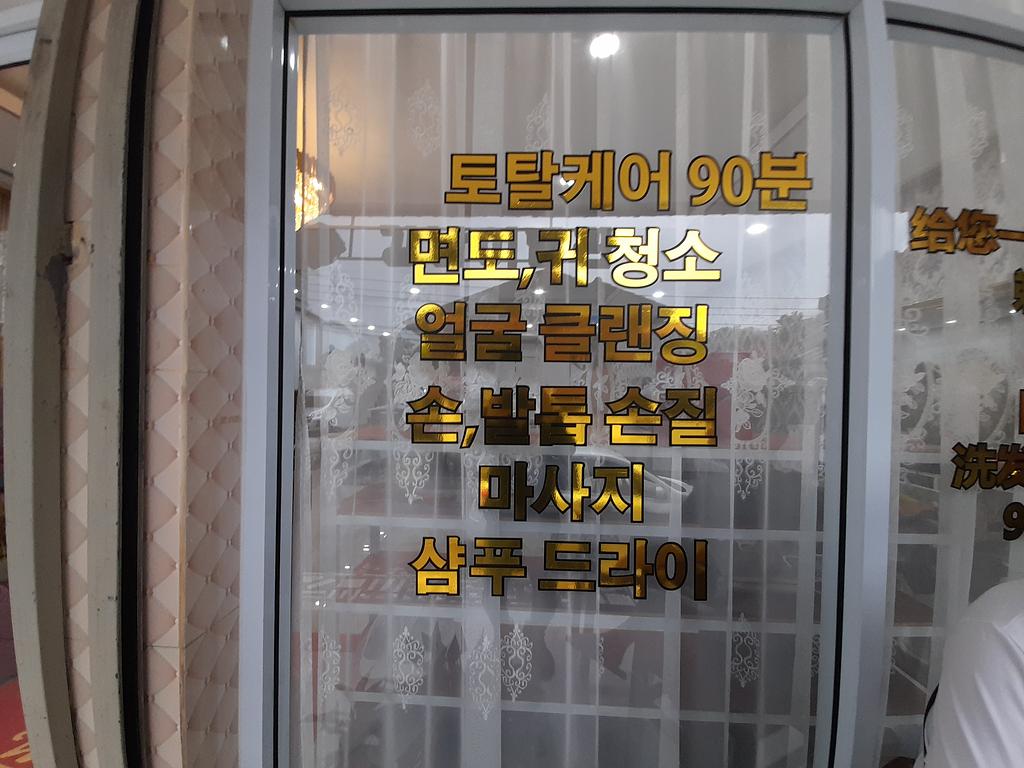 토탈케어 90분
면도,귀 청소
얼굴 클랜징
손,발톱 손질
마사지
샴푸 드라이
给您一
洗发
9